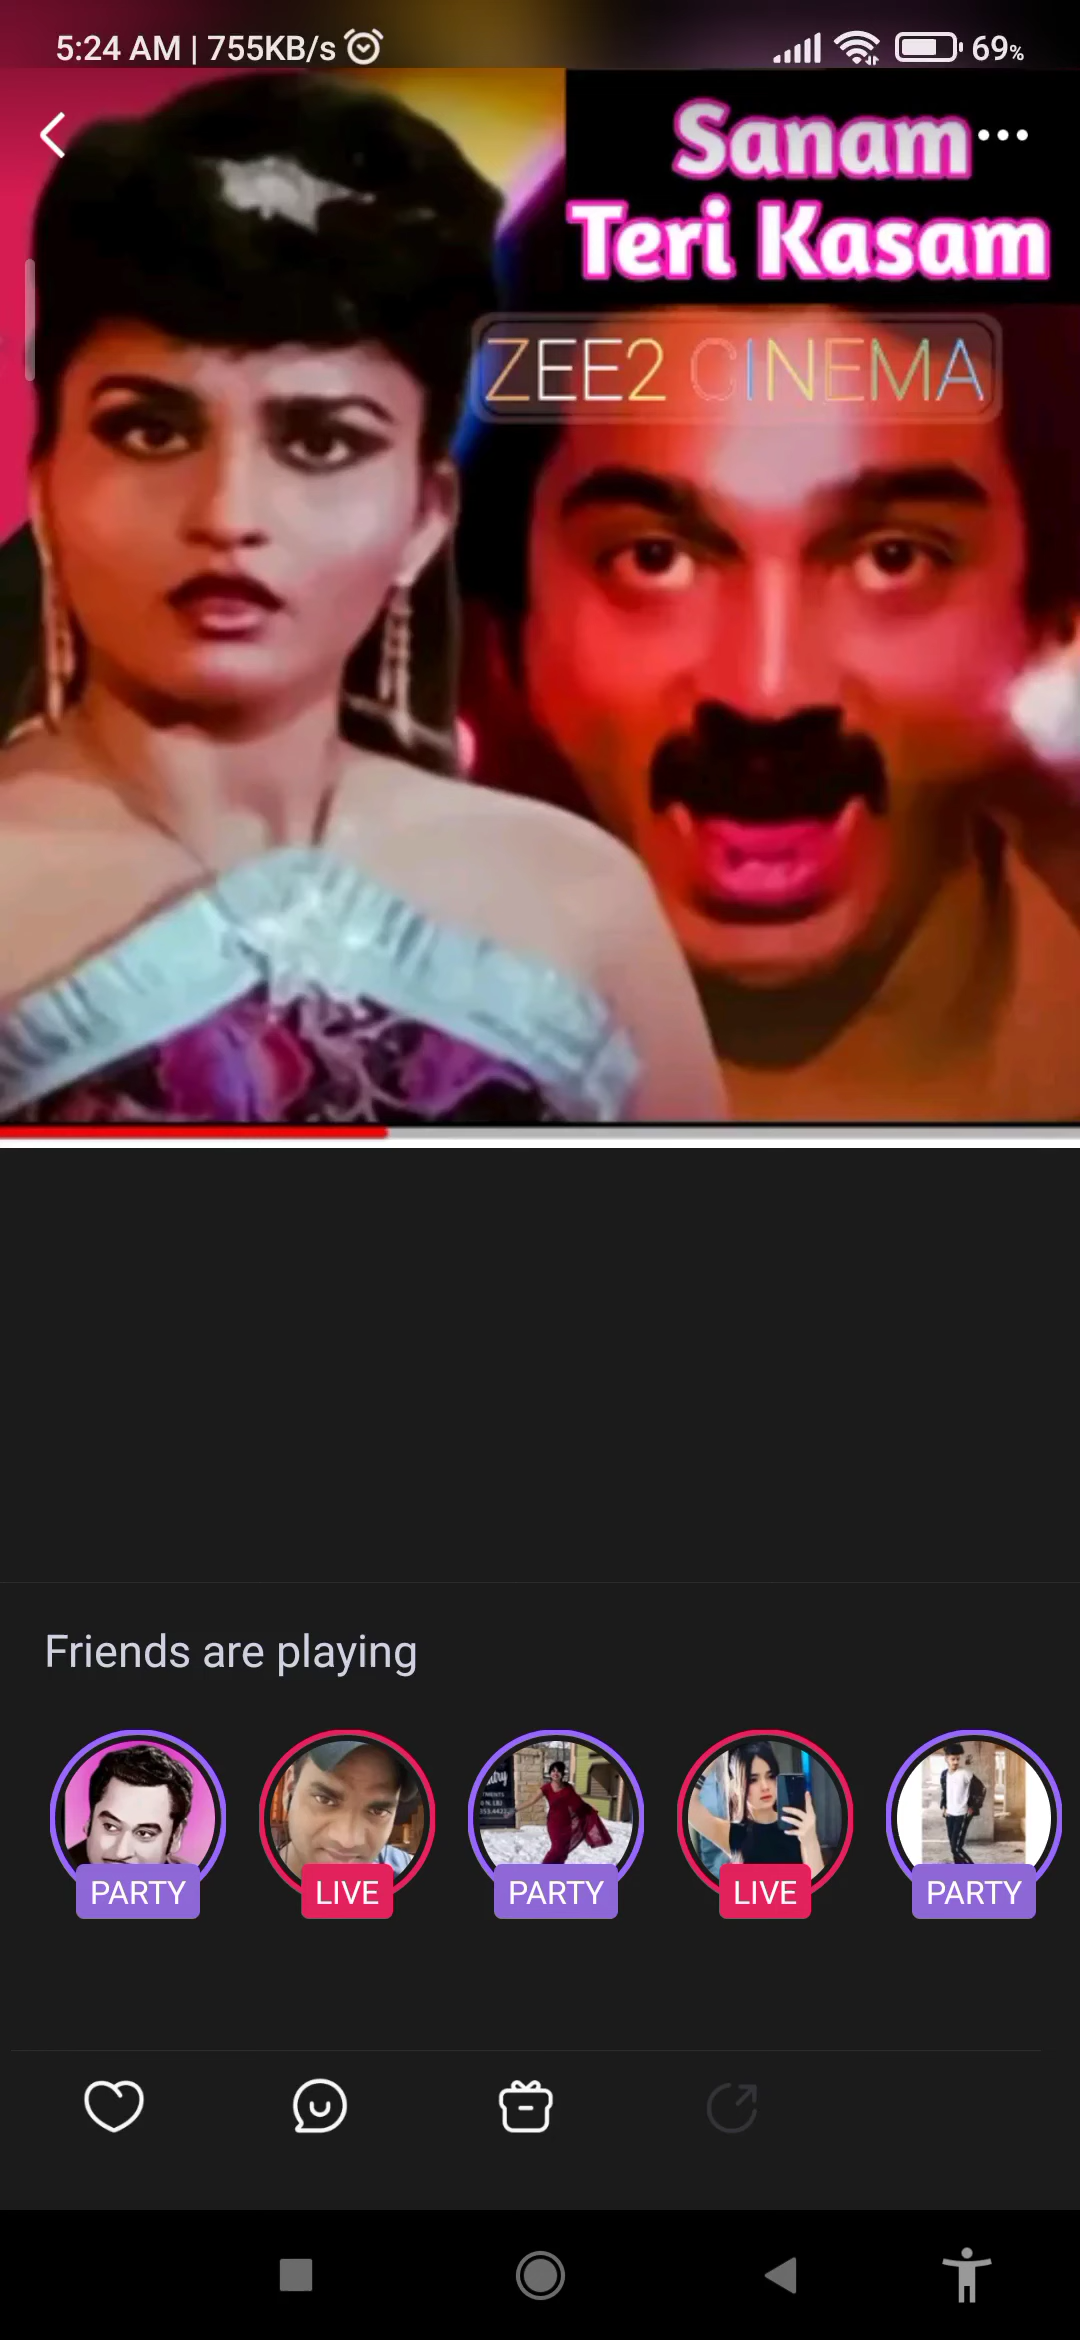 5:24 AM | 755KB/s
69%
Sanam
Teri Kasam
ZEE2 CINEMA
Friends are playing
PARTY
LIVE
PARTY
LIVE
PARTY